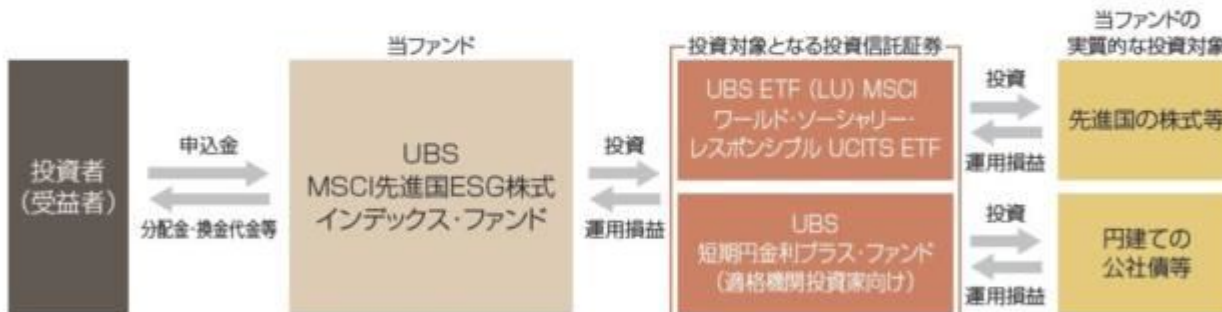 投資者
(受益者)
申込金
分配金・換金代金等
当ファンド
UBS
MSCI先進国ESG株式
インデックス・ファンド
投資
運用損益
投資対象となる投資信託証券
UBS ETF (LU) MSCI
ワールド・ソーシャリー・
レスポンシブル UCITS ETF
UBS
短期円金利プラス・ファンド
(適格機関投資家向け)
投資
運用損益
投資
運用損益
当ファンドの
実質的な投資対象
先進国の株式等
円建ての
公社債等